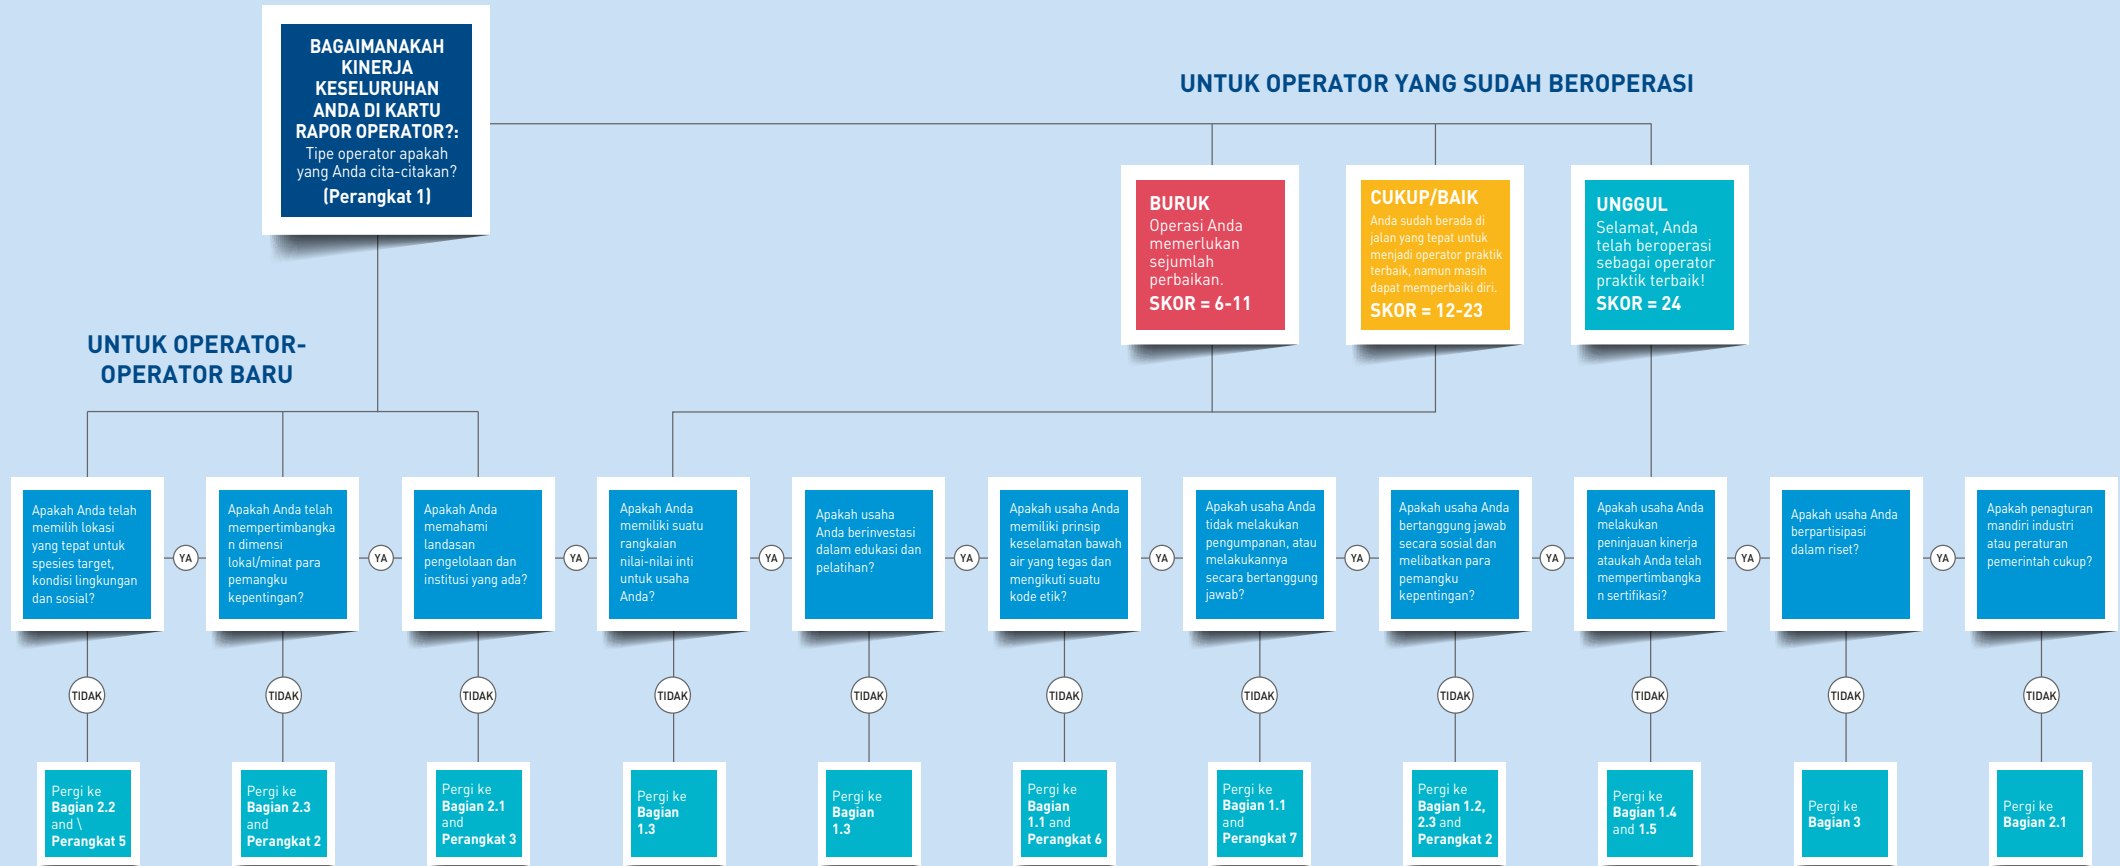 BAGAIMANAKAH
KINERJA
KESELURUHAN
ANDA DI KARTU
RAPOR OPERATOR?:
Tipe operator apakah
yang Anda cita-citakan?
(Perangkat 1)
UNTUK OPERATOR YANG SUDAH BEROPERASI
BURUK
Operasi Anda
memerlukan
sejumlah
perbaikan.
SKOR = 6-11
CUKUP/BAIK
Anda sudah berada di
jalan yang tepat untuk
menjadi operator praktik
terbaik, namun masih
dapat memperbaiki diri.
SKOR = 12-23
UNGGUL
Selamat, Anda
telah beroperasi
sebagai operator
praktik terbaik!
SKOR = 24
UNTUK OPERATOR-
OPERATOR BARU
Apakah Anda telah
memilih lokasi
yang tepat untuk
spesies target,
kondisi lingkungan
dan sosial?
YA
Apakah Anda telah
mempertimbangka
n dimensi
lokal/minat para
pemangku
kepentingan?
YA
Apakah Anda
memahami
landasan
pengelolaan dan
institusi yang ada?
YA
Apakah Anda
memiliki suatu
rangkaian
nilai-nilai inti
untuk usaha
Anda?
YA
Apakah usaha
Anda berinvestasi
dalam edukasi dan
pelatihan?
YA
Apakah usaha Anda
memiliki prinsip
keselamatan bawah
air yang tegas dan
mengikuti suatu
kode etik?
YA
Apakah usaha Anda
tidak melakukan
pengumpanan, atau
melakukannya
secara bertanggung
jawab?
YA
Apakah usaha Anda
bertanggung jawab
secara sosial dan
melibatkan para
pemangku
kepentingan?
YA
Apakah usaha Anda
melakukan
peninjauan kinerja
ataukah Anda telah
mempertimbangka
n sertifikasi?
YA
Apakah usaha Anda
berpartisipasi
dalam riset?
YA
Apakah penagturan
mandiri industri
atau peraturan
pemerintah cukup?
TIDAK
TIDAK
TIDAK
TIDAK
TIDAK
TIDAK
TIDAK
TIDAK
TIDAK
TIDAK
TIDAK
Pergi ke
Bagian 2.2
and \
Perangkat 5
Pergi ke
Bagian 2.3
and
Perangkat 2
Pergi ke
Bagian 2.1
and
Perangkat 3
Pergi ke
Bagian
1.3
Pergi ke
Bagian
1.3
Pergi ke
Bagian
1.1 and
Perangkat 6
Pergi ke
Bagian 1.1
and
Perangkat 7
Pergi ke
Bagian 1.2,
2.3 and
Perangkat 2
Pergi ke
Bagian 1.4
and 1.5
Pergi ke
Bagian 3
Pergi ke
Bagian 2.1